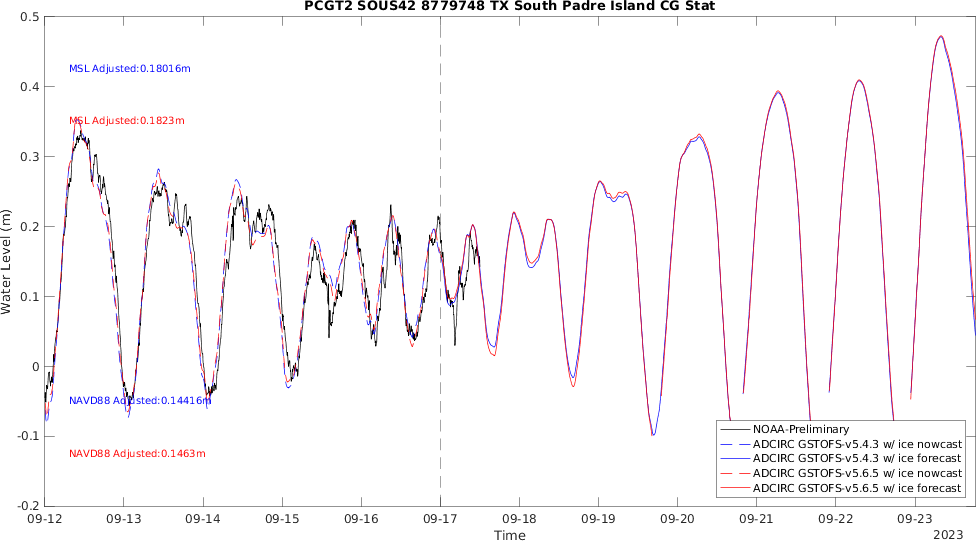 PCGT2 SOUS42 8779748 TX South Padre Island CG Stat
0.5
0.4
0.3
0.2
0.1
0
-0.1
-0.2
Water Level (m)
MSL Adjusted:0.18016m
MSL Adjusted:0.1823m
NAVD88 Adjusted:0.14416m
NAVD88 Adjusted:0.1463m
NOAA-Preliminary
ADCIRC GSTOFS-v5.4.3 w/ ice nowcast
ADCIRC GSTOFS-v5.4.3 w/ ice forecast
ADCIRC GSTOFS-v5.6.5 w/ ice nowcast
ADCIRC GSTOFS-v5.6.5 w/ ice forecast
09-12 09-13 09-14 09-15 09-16 09-17 09-18 09-19 09-20 09-21 09-22 09-23
Time
2023